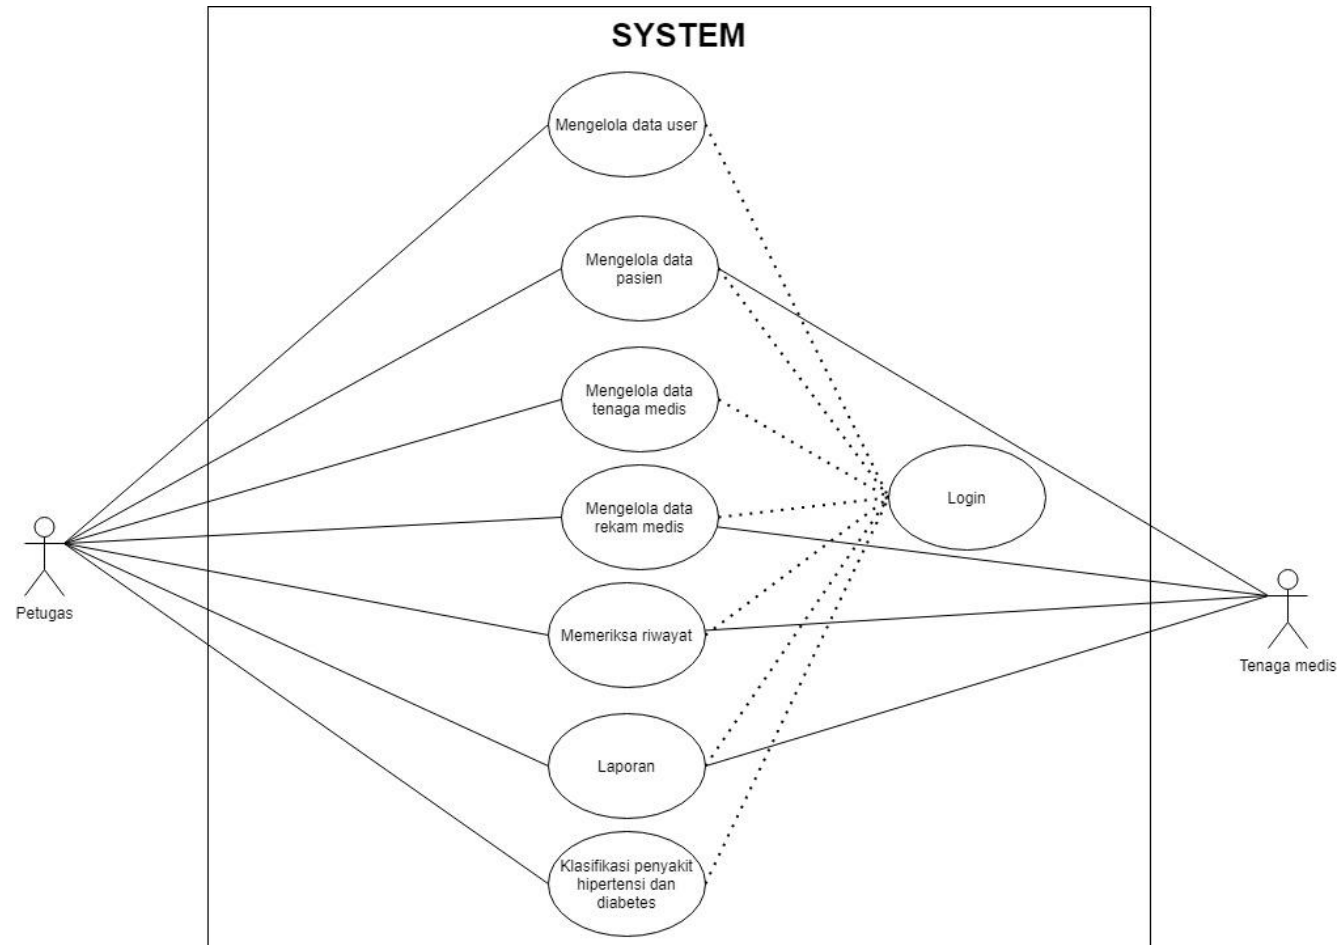 SYSTEM
Mengelola data user
Mengelola data
pasien
Mengelola data
tenaga medis
Login
Mengelola data
rekam medis
Petugas
Memeriksa riwayat
Tenaga medis
Laporan
Klasifikasi penyakit
hipertensi dan
diabetes